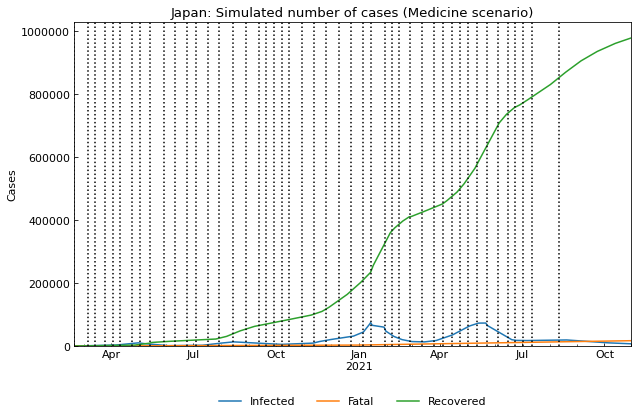 Japan: Simulated number of cases (Medicine scenario)
1000000
800000
600000
400000
200000
0
Cases
Apr Jul Oct Jan Apr Jul Oct
2021
Infected Fatal Recovered